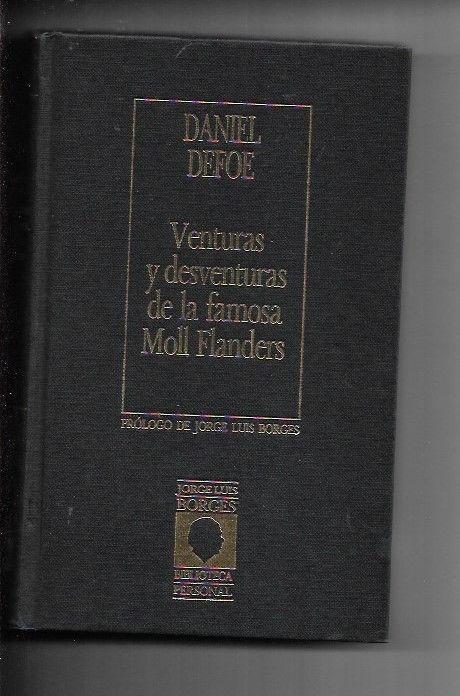 DANIEL
DEFOE
Venturas
y desventuras
de la famosa
Moll Flanders
PRÓLOGO DE JORGE LUIS BORGES
JORGE LUIS
BORGES
BIBLIOTECA
PERSONAL